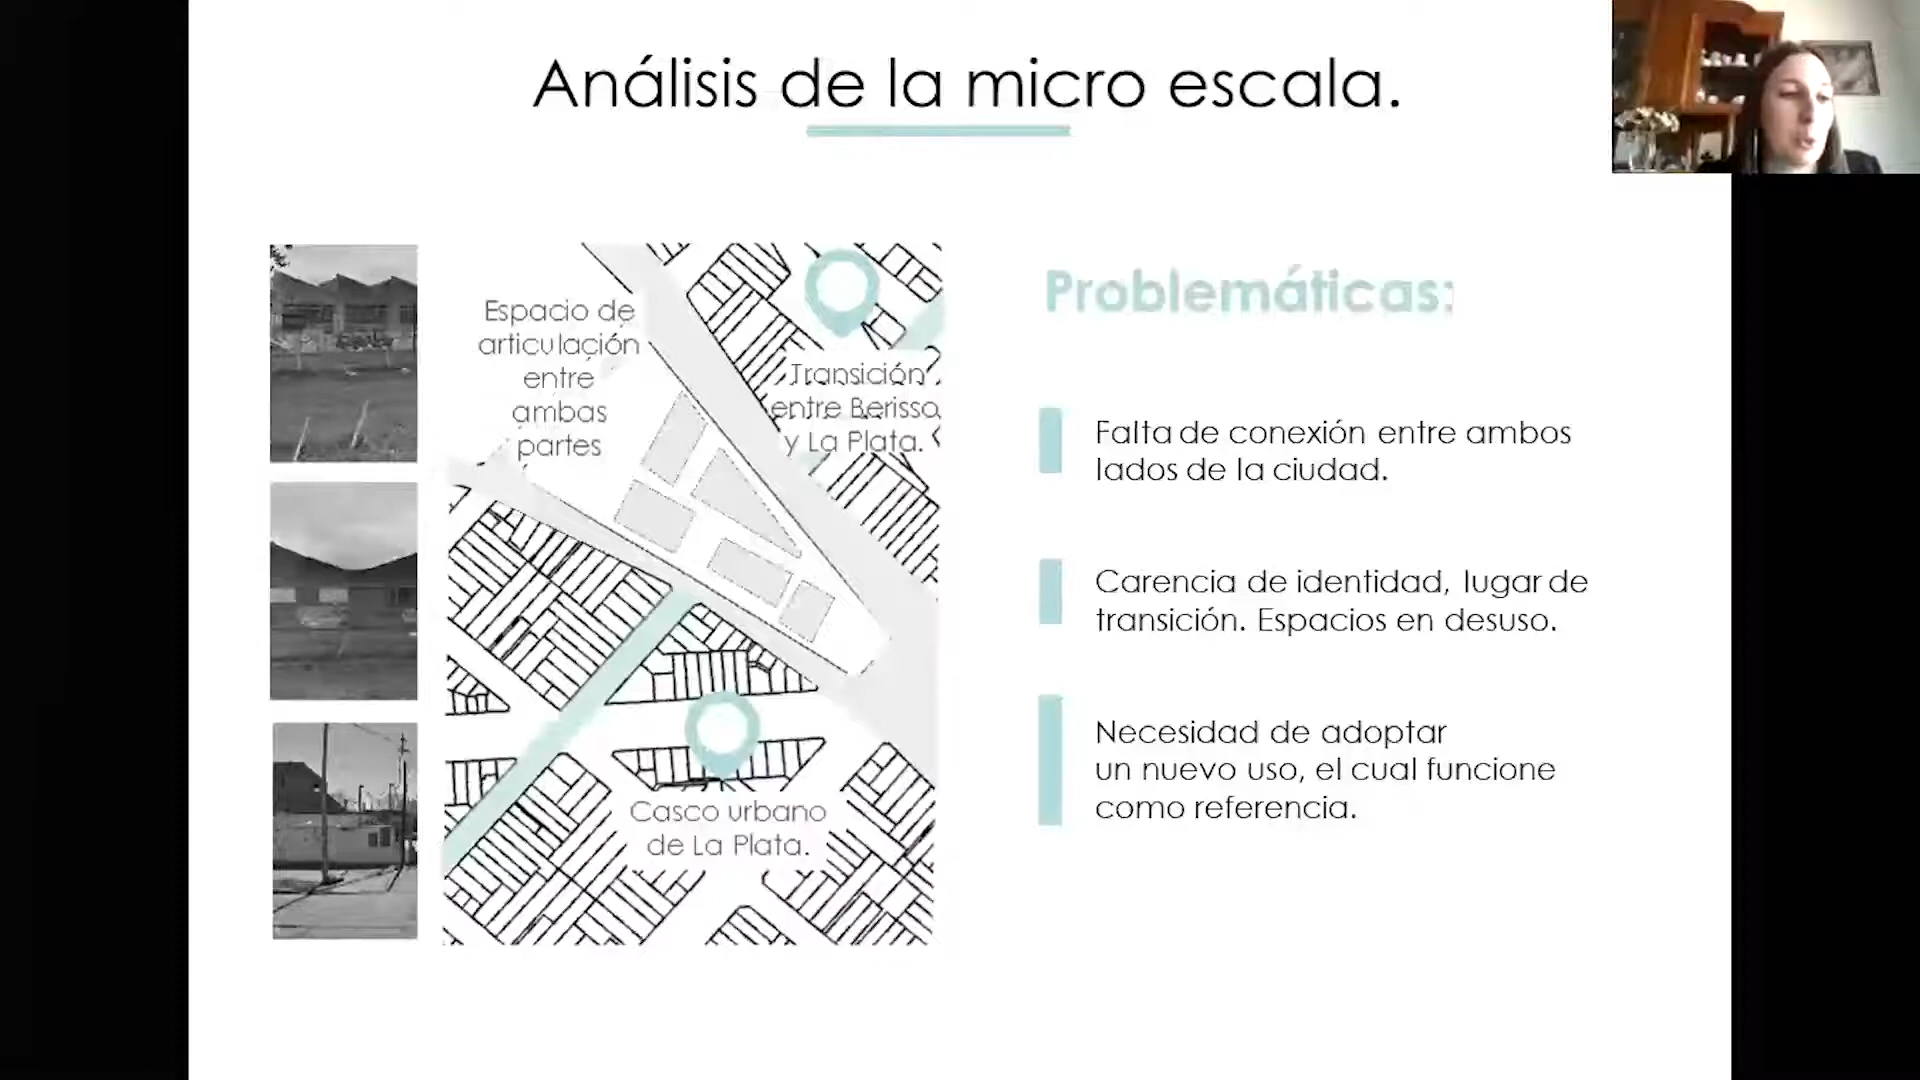 Análisis de la micro escala.
Espacio de
articulación
entre
ambas
partes
Transición
entre Berisso
y La Plata.
Casco urbano
de La Plata.
Problemáticas:
Falta de conexión entre ambos
lados de la ciudad.
Carencia de identidad, lugar de
transición. Espacios en desuso.
Necesidad de adoptar
un nuevo uso, el cual funcione
como referencia.